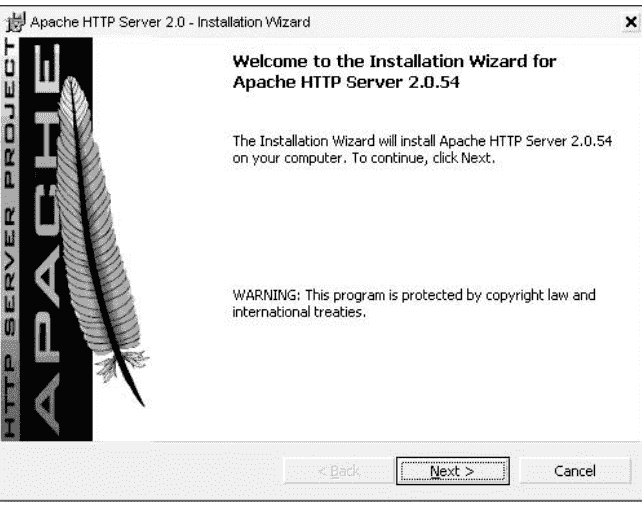 Apache HTTP Server 2.0 - Installation Wizard
HTTP SERVER PROJECT
APACHE
Welcome to the Installation Wizard for
Apache HTTP Server 2.0.54
The Installation Wizard will install Apache HTTP Server 2.0.54
on your computer. To continue, click Next.
WARNING: This program is protected by copyright law and
international treaties.
< Back
Next >
Cancel